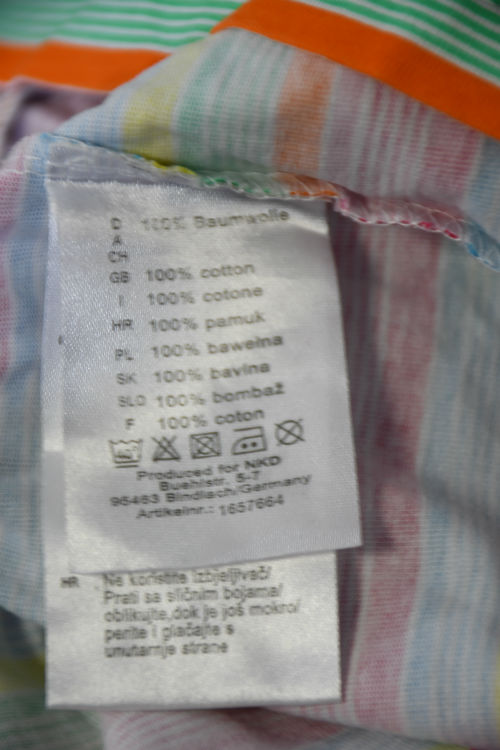 D 100% Baumwolle
A
CH
GB 100% cotton
I 100% cotone
HR 100% pamuk
PL 100% bawełna
SK 100% bavlna
SLO 100% bombaž
F 100% coton
Produced for NKD
Buehlstr. 5-7
95463 Bindlach/Germany
Artikelnr.: 1657664
HR Ne koristite izbjeljivač/
Prati sa sličnim bojama/
oblikujte,dok je još mokro/
perite i glačajte s
unutarnje strane